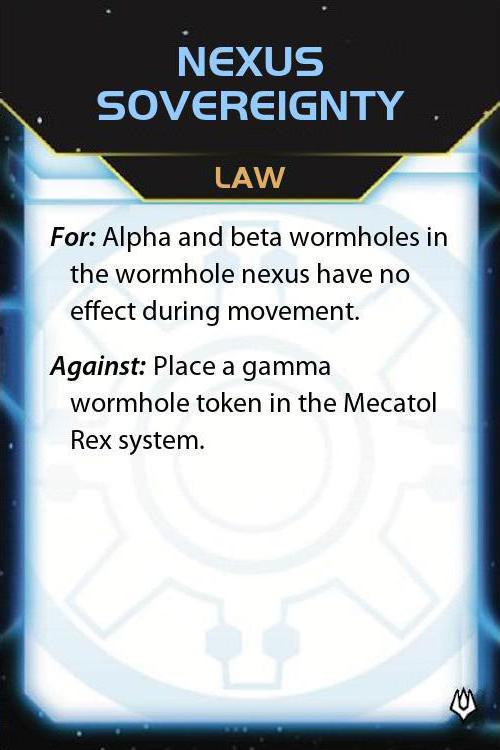 NEXUS
SOVEREIGNTY
LAW
For: Alpha and beta wormholes in
the wormhole nexus have no
effect during movement.
Against: Place a gamma
wormhole token in the Mecatol
Rex system.